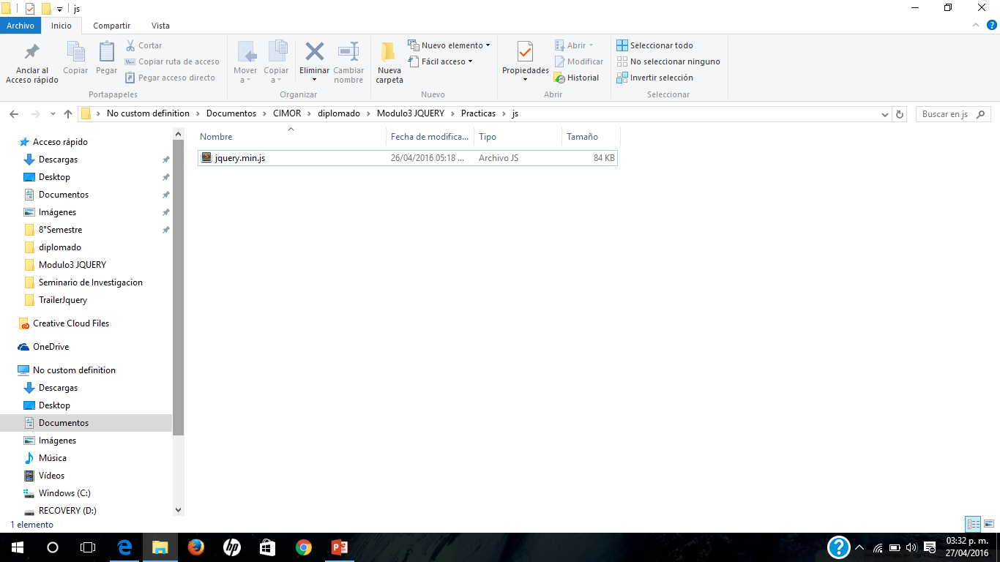 js
Archivo Inicio Compartir Vista
Anclar al Acceso rápido
Copiar
Pegar
Cortar
Copiar ruta de acceso
Pegar acceso directo
Portapapeles
Mover a
Copiar a
Eliminar
Cambiar nombre
Organizar
Nueva carpeta
Nuevo elemento
Fácil acceso
Nuevo
Propiedades
Abrir
Modificar
Historial
Abrir
Seleccionar todo
No seleccionar ninguno
Invertir selección
Seleccionar
No custom definition > Documentos > CIMOR > diplomado > Modulo3 JQUERY > Practicas > js
Buscar en js
Acceso rápido
Descargas
Desktop
Documentos
Imágenes
8°Semestre
diplomado
Modulo3 JQUERY
Seminario de Investigacion
TrailerJquery
Creative Cloud Files
OneDrive
No custom definition
Descargas
Desktop
Documentos
Imágenes
Música
Vídeos
Windows (C:)
RECOVERY (D:)
Nombre Fecha de modifica... Tipo Tamaño
jquery.min.js 26/04/2016 05:18 ... Archivo JS 84 KB
1 elemento
03:32 p. m.
27/04/2016